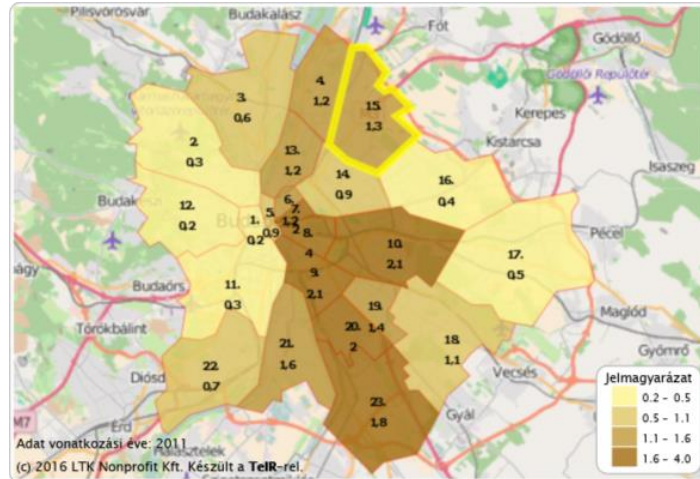 Pilisvörösvár
Budakalász
Fót
Gödöllő
Gödöllői Repülőtér
4.
1,2
3.
0,6
15.
1,3
Kerepes
Kistarcsa
2.
0,3
13.
1,2
14.
0,9
16.
0,4
Isaszeg
12.
0,2
6.
1,2
7.
2
5.
0,9
1.
0,2
8.
4
10.
2,1
17.
0,5
Pécel
Budaörs
11.
0,3
9.
2,1
Törökbálint
19.
1,4
20.
2
18.
1,1
Maglód
Gyömrő
21.
1,6
22.
0,7
Diósd
Vecsés
23.
1,8
Gyál
M7
Érd
Halásztelek
Jelmagyarázat
0.2 - 0.5
0.5 - 1.1
1.1 - 1.6
1.6 - 4.0
Adat vonatkozási éve: 2011
(c) 2016 LTK Nonprofit Kft. Készült a TeIR-rel.